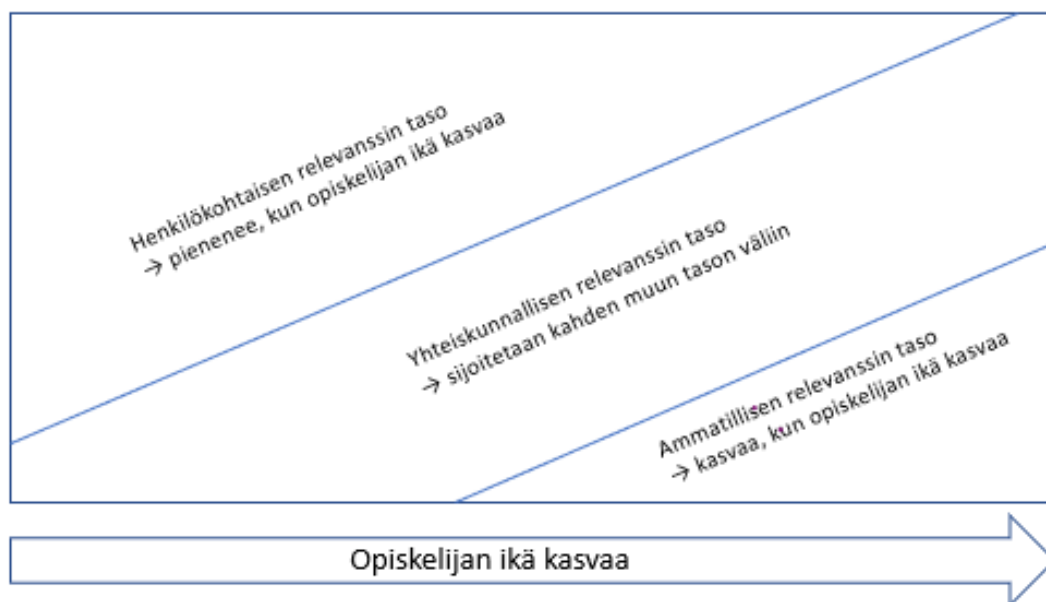 Henkilökohtaisen relevanssin taso
→ pienenee, kun opiskelijan ikä kasvaa
Yhteiskunnallisen relevanssin taso
→ sijoitetaan kahden muun tason väliin
Ammatillisen relevanssin taso
→ kasvaa, kun opiskelijan ikä kasvaa
Opiskelijan ikä kasvaa